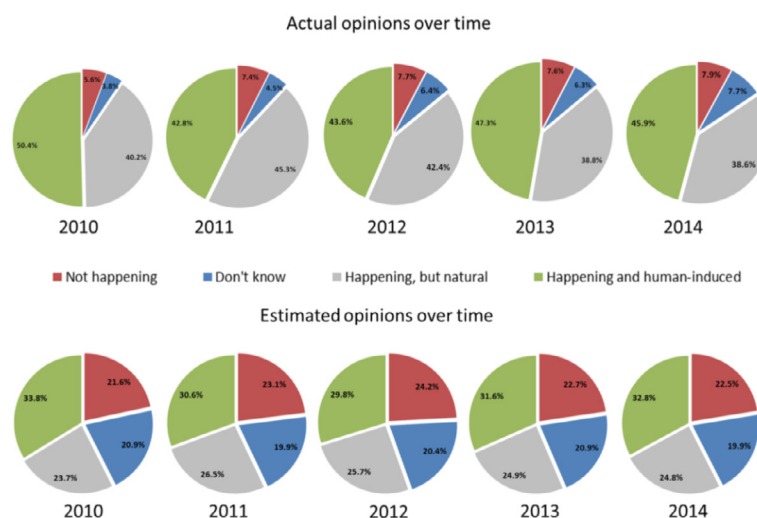 Actual opinions over time
5.6% 3.8% 40.2% 50.4%
7.4% 4.5% 45.3% 42.8%
7.7% 6.4% 42.4% 43.6%
7.6% 6.3% 38.8% 47.3%
7.9% 7.7% 38.6% 45.9%
2010 2011 2012 2013 2014
Not happening Don't know Happening, but natural Happening and human-induced
Estimated opinions over time
21.6% 20.9% 23.7% 33.8%
23.1% 19.9% 26.5% 30.6%
24.2% 20.4% 25.7% 29.8%
22.7% 20.9% 24.9% 31.6%
22.5% 19.9% 24.8% 32.8%
2010 2011 2012 2013 2014